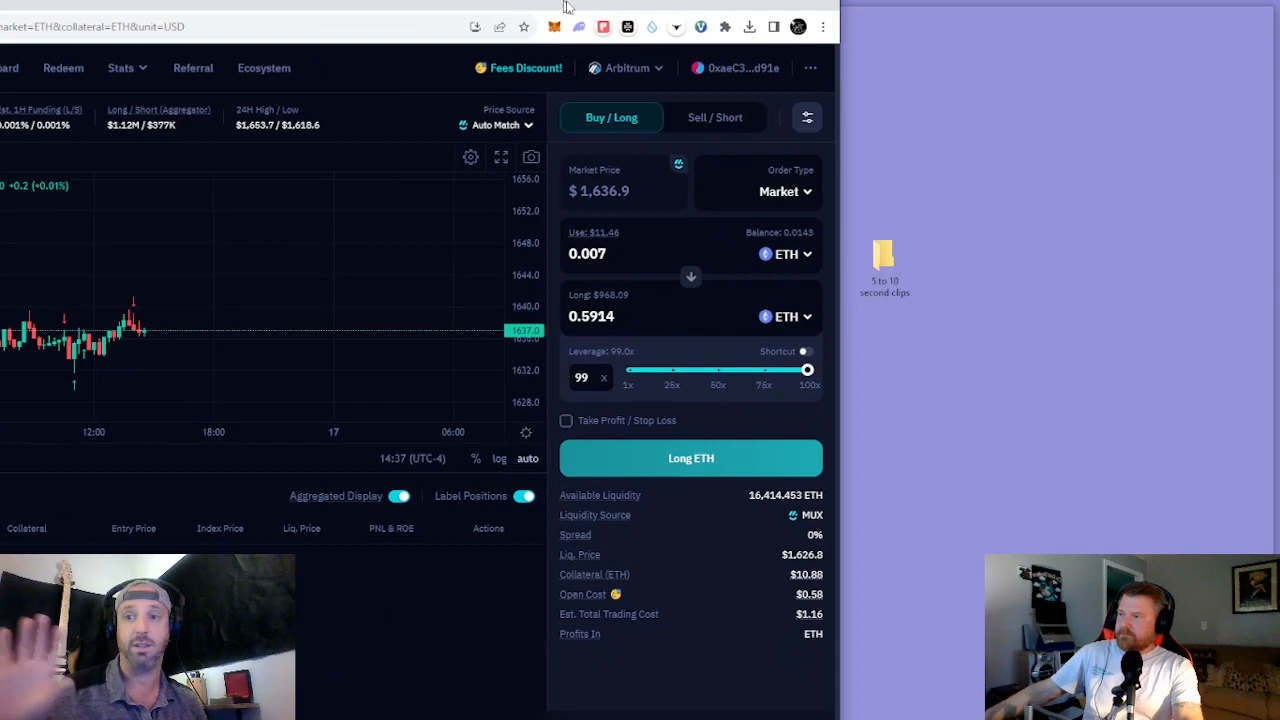 market=ETH&collateral=ETH&unit=USD
Redeem
Stats
Referral
Ecosystem
Fees Discount!
Arbitrum
0xaeC3...d91e
Est. 1H Funding (L/S)
Long / Short (Aggregator)
24H High / Low
Price Source
0.001% / 0.001%
$1.12M / $377K
$1,653.7 / $1,618.6
Auto Match
Buy / Long
Sell / Short
0 +0.2 (+0.01%)
1656.0
1652.0
1648.0
1644.0
1640.0
1637.0
1636.0
1632.0
1628.0
12:00
18:00
17
06:00
14:37 (UTC-4)
%
log
auto
Market Price
$ 1,636.9
Order Type
Market
Use: $11.46
Balance: 0.0143
0.007
ETH
Long: $968.09
0.5914
ETH
Leverage: 99.0x
Shortcut
99 x
1x
25x
50x
75x
100x
Take Profit / Stop Loss
Long ETH
Available Liquidity
16,414.453 ETH
Liquidity Source
MUX
Spread
0%
Liq. Price
$1,626.8
Collateral (ETH)
$10.88
Open Cost
$0.58
Est. Total Trading Cost
$1.16
Profits In
ETH
Aggregated Display
Label Positions
Collateral
Entry Price
Index Price
Liq. Price
PNL & ROE
Actions
5 to 10
second clips